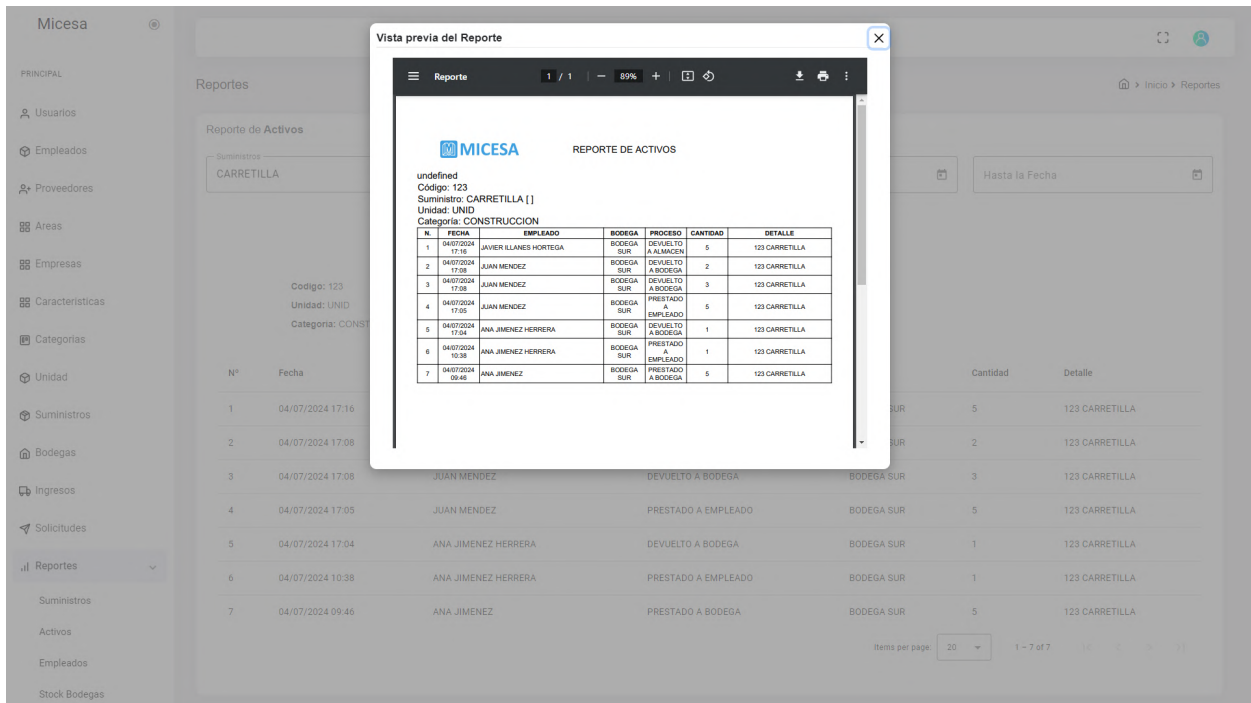 Micesa
PRINCIPAL
Usuarios
Empleados
Proveedores
Areas
Empresas
Caracteristicas
Categorias
Unidad
Suministros
Bodegas
Ingresos
Solicitudes
Reportes
Suministros
Activos
Empleados
Stock Bodegas
Reportes
Inicio > Reportes
Reporte de Activos
Suministros
CARRETILLA
Hasta la Fecha
Codigo: 123
Unidad: UNID
Categoria: CONST
Vista previa del Reporte
Reporte 1 / 1 89%
MICESA
REPORTE DE ACTIVOS
undefined
Código: 123
Suministro: CARRETILLA [ ]
Unidad: UNID
Categoría: CONSTRUCCION
N. FECHA EMPLEADO BODEGA PROCESO CANTIDAD DETALLE
1 04/07/2024 17:16 JAVIER ILLANES HORTEGA BODEGA SUR DEVUELTO A ALMACEN 5 123 CARRETILLA
2 04/07/2024 17:08 JUAN MENDEZ BODEGA SUR DEVUELTO A BODEGA 2 123 CARRETILLA
3 04/07/2024 17:08 JUAN MENDEZ BODEGA SUR DEVUELTO A BODEGA 3 123 CARRETILLA
4 04/07/2024 17:05 JUAN MENDEZ BODEGA SUR PRESTADO A EMPLEADO 5 123 CARRETILLA
5 04/07/2024 17:04 ANA JIMENEZ HERRERA BODEGA SUR DEVUELTO A BODEGA 1 123 CARRETILLA
6 04/07/2024 10:38 ANA JIMENEZ HERRERA BODEGA SUR PRESTADO A EMPLEADO 1 123 CARRETILLA
7 04/07/2024 09:46 ANA JIMENEZ BODEGA SUR PRESTADO A BODEGA 5 123 CARRETILLA
N° Fecha Cantidad Detalle
1 04/07/2024 17:16 SUR 5 123 CARRETILLA
2 04/07/2024 17:08 SUR 2 123 CARRETILLA
3 04/07/2024 17:08 JUAN MENDEZ DEVUELTO A BODEGA BODEGA SUR 3 123 CARRETILLA
4 04/07/2024 17:05 JUAN MENDEZ PRESTADO A EMPLEADO BODEGA SUR 5 123 CARRETILLA
5 04/07/2024 17:04 ANA JIMENEZ HERRERA DEVUELTO A BODEGA BODEGA SUR 1 123 CARRETILLA
6 04/07/2024 10:38 ANA JIMENEZ HERRERA PRESTADO A EMPLEADO BODEGA SUR 1 123 CARRETILLA
7 04/07/2024 09:46 ANA JIMENEZ PRESTADO A BODEGA BODEGA SUR 5 123 CARRETILLA
Items per page: 20 1 – 7 of 7